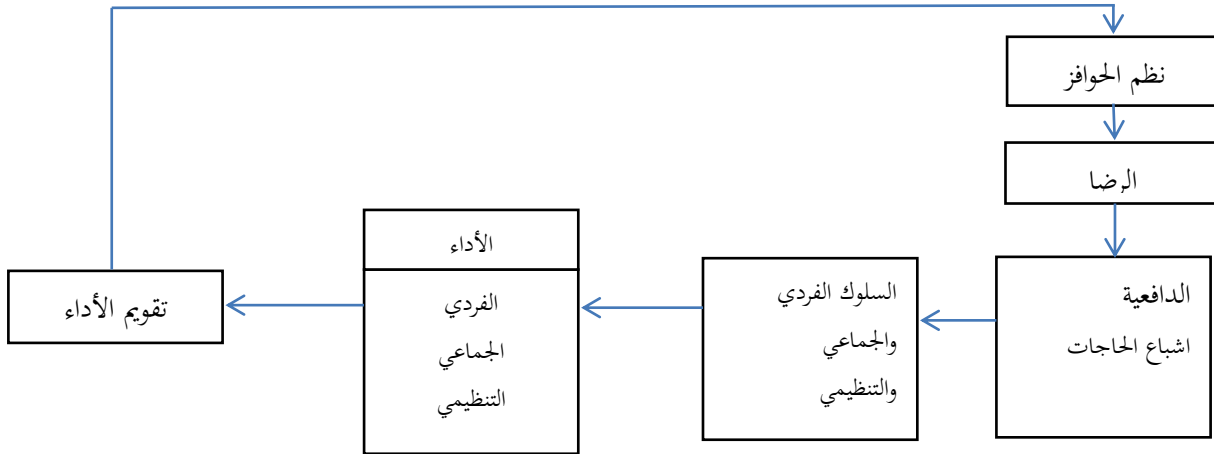 نظم الحوافز
الرضا
الدافعية
اشباع الحاجات
السلوك الفردي
والجماعي
والتنظيمي
الأداء
الفردي
الجماعي
التنظيمي
تقويم الأداء